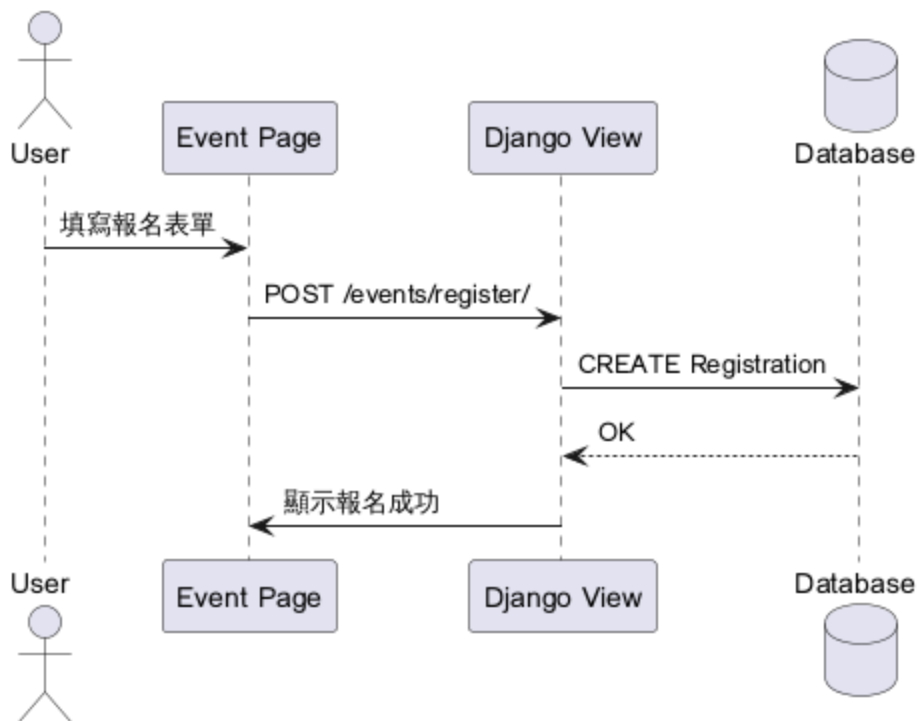 User
Event Page
Django View
Database
填寫報名表單
POST /events/register/
CREATE Registration
OK
顯示報名成功
User
Event Page
Django View
Database